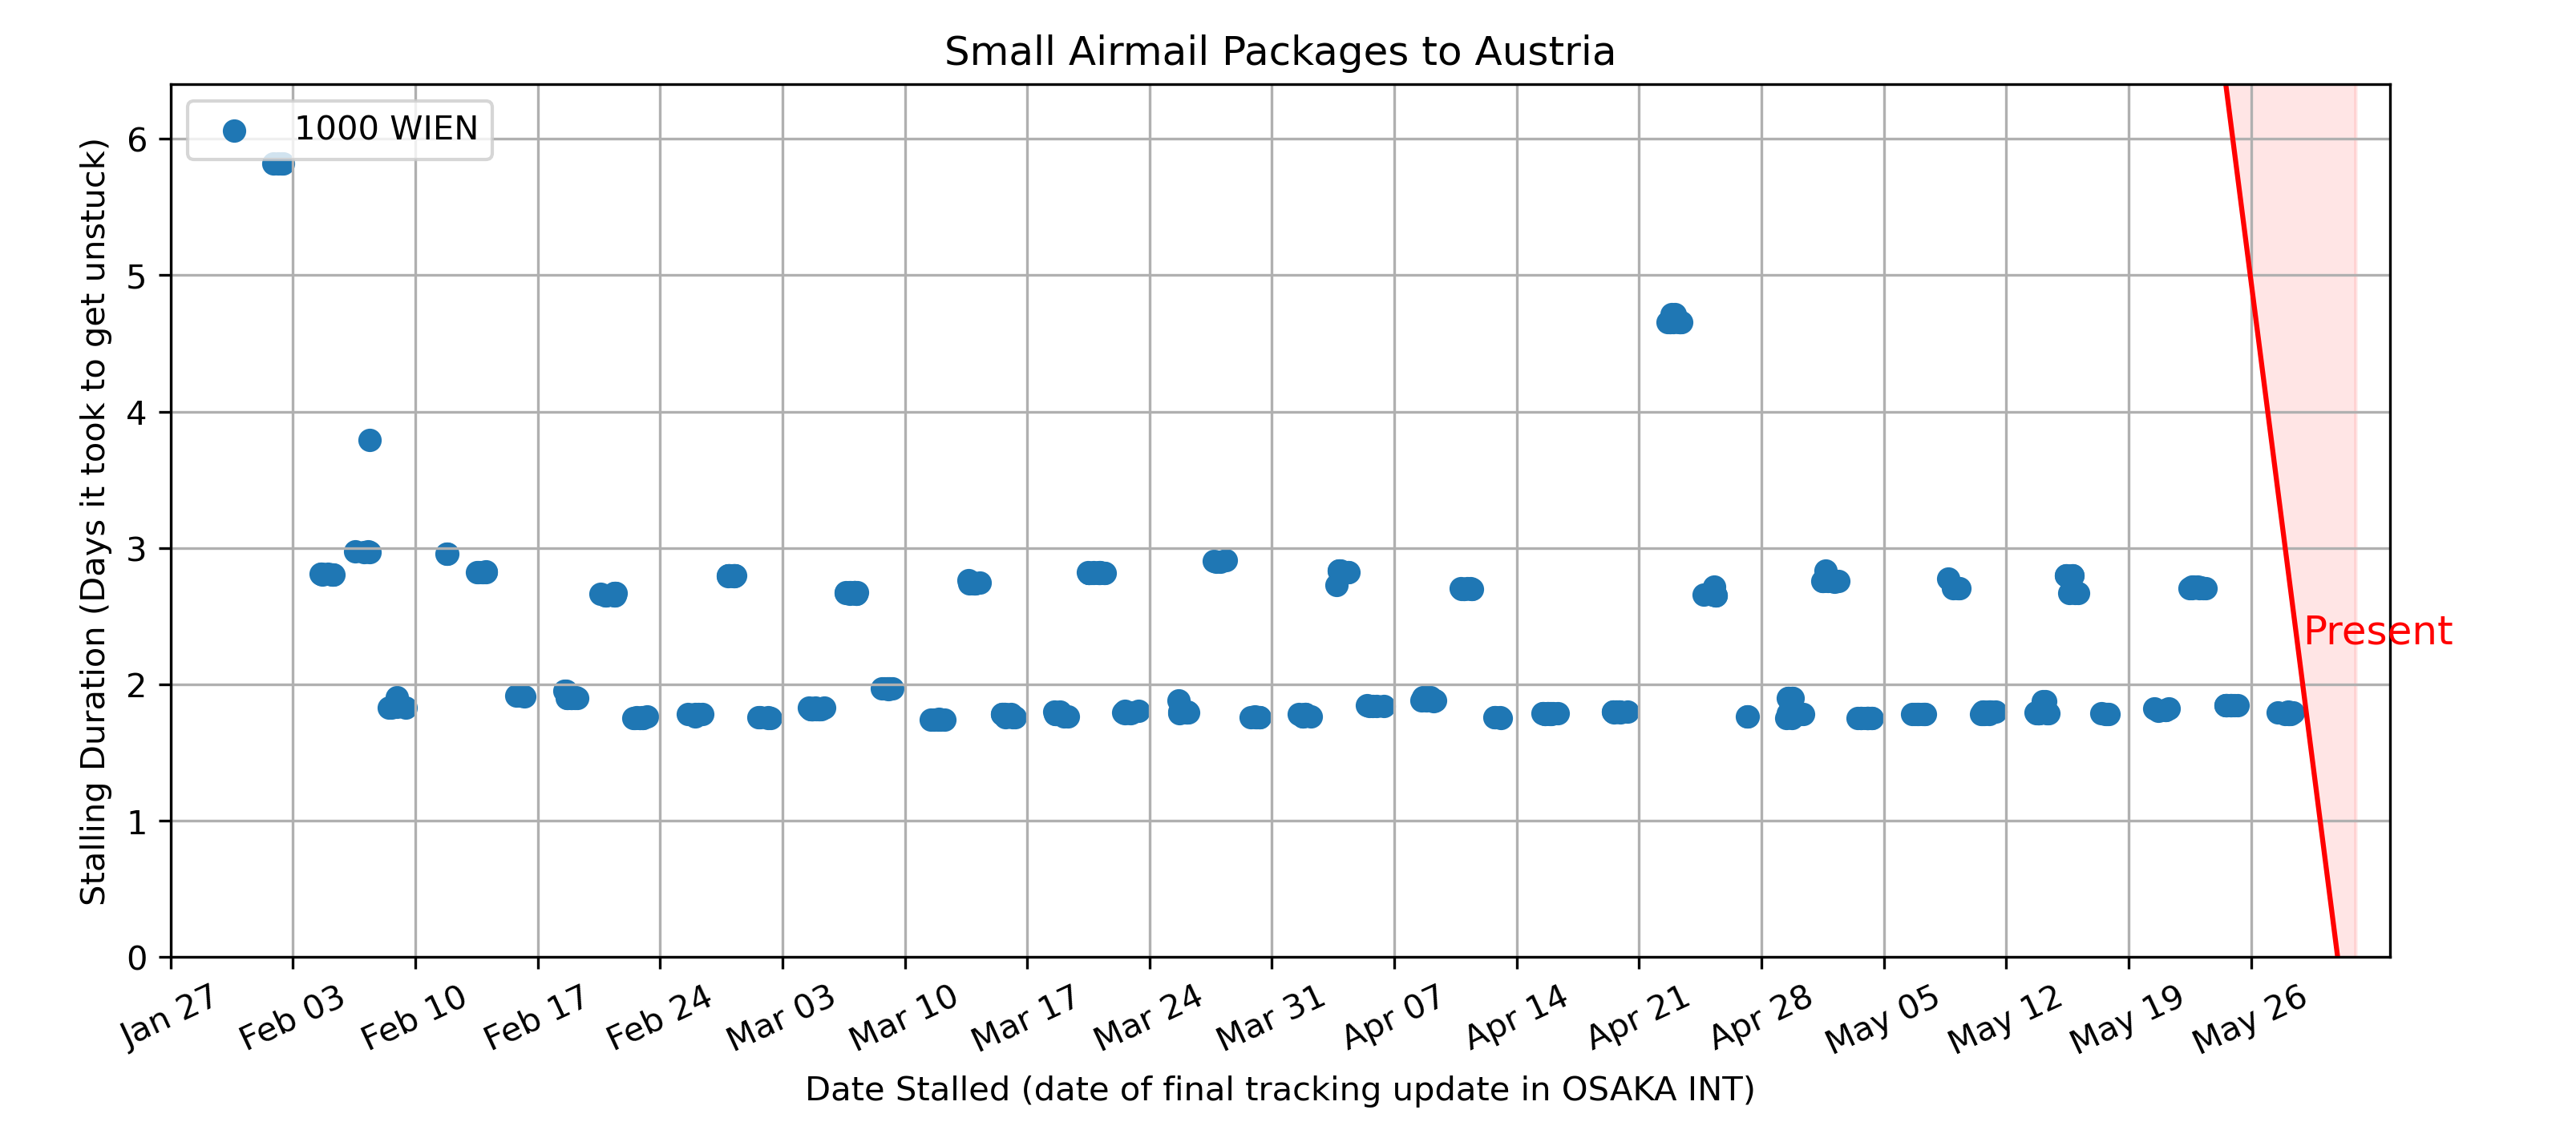 Small Airmail Packages to Austria
1000 WIEN
Stalling Duration (Days it took to get unstuck)
6
5
4
3
2
1
0
Present
Jan 27
Feb 03
Feb 10
Feb 17
Feb 24
Mar 03
Mar 10
Mar 17
Mar 24
Mar 31
Apr 07
Apr 14
Apr 21
Apr 28
May 05
May 12
May 19
May 26
Date Stalled (date of final tracking update in OSAKA INT)